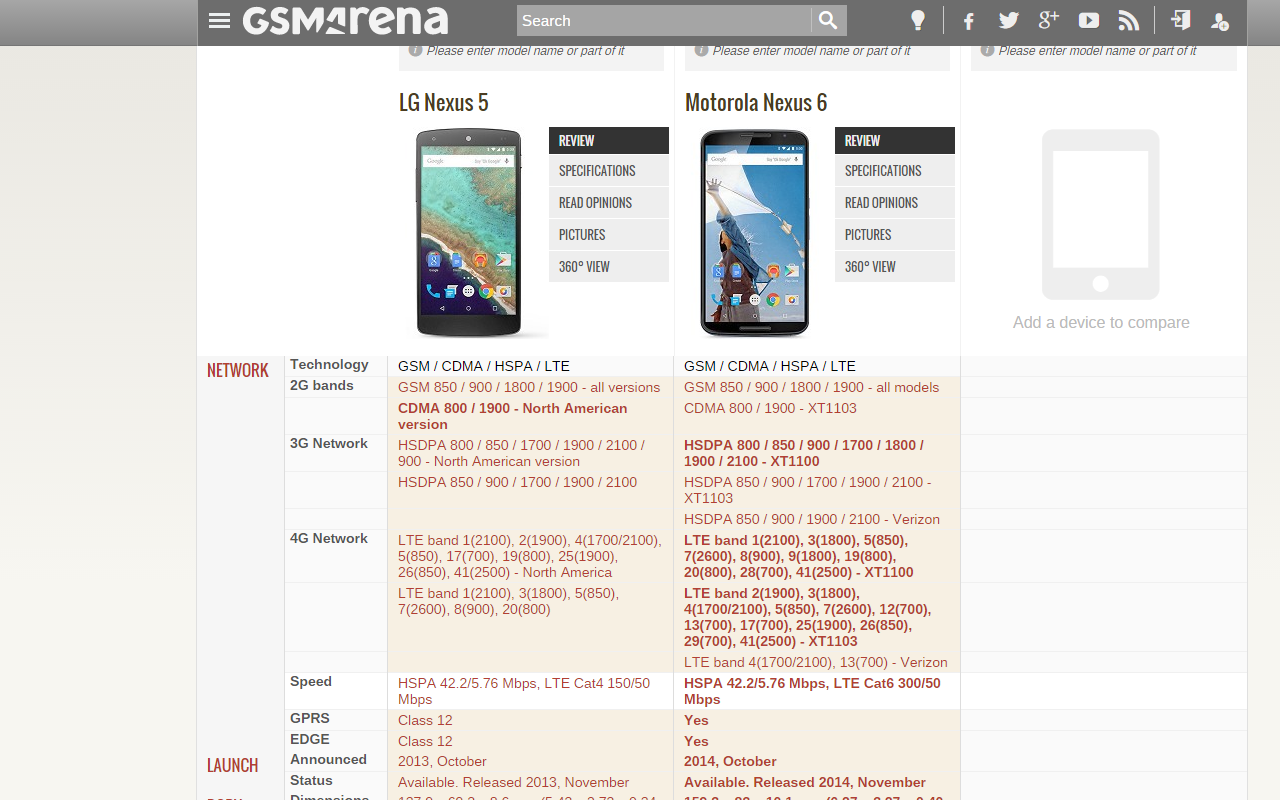 GSMArena
Search
g+
Please enter model name or part of it
Please enter model name or part of it
Please enter model name or part of it
LG Nexus 5
REVIEW
SPECIFICATIONS
READ OPINIONS
PICTURES
360° VIEW
Motorola Nexus 6
REVIEW
SPECIFICATIONS
READ OPINIONS
PICTURES
360° VIEW
Add a device to compare
NETWORK
Technology
GSM / CDMA / HSPA / LTE
GSM / CDMA / HSPA / LTE
2G bands
GSM 850 / 900 / 1800 / 1900 - all versions
GSM 850 / 900 / 1800 / 1900 - all models
CDMA 800 / 1900 - North American
version
CDMA 800 / 1900 - XT1103
3G Network
HSDPA 800 / 850 / 1700 / 1900 / 2100 /
900 - North American version
HSDPA 800 / 850 / 900 / 1700 / 1800 /
1900 / 2100 - XT1100
HSDPA 850 / 900 / 1700 / 1900 / 2100
HSDPA 850 / 900 / 1700 / 1900 / 2100 -
XT1103
HSDPA 850 / 900 / 1900 / 2100 - Verizon
4G Network
LTE band 1(2100), 2(1900), 4(1700/2100),
5(850), 17(700), 19(800), 25(1900),
26(850), 41(2500) - North America
LTE band 1(2100), 3(1800), 5(850),
7(2600), 8(900), 9(1800), 19(800),
20(800), 28(700), 41(2500) - XT1100
LTE band 1(2100), 3(1800), 5(850),
7(2600), 8(900), 20(800)
LTE band 2(1900), 3(1800),
4(1700/2100), 5(850), 7(2600), 12(700),
13(700), 17(700), 25(1900), 26(850),
29(700), 41(2500) - XT1103
LTE band 4(1700/2100), 13(700) - Verizon
Speed
HSPA 42.2/5.76 Mbps, LTE Cat4 150/50
Mbps
HSPA 42.2/5.76 Mbps, LTE Cat6 300/50
Mbps
GPRS
Class 12
Yes
EDGE
Class 12
Yes
LAUNCH
Announced
2013, October
2014, October
Status
Available. Released 2013, November
Available. Released 2014, November
Dimensions